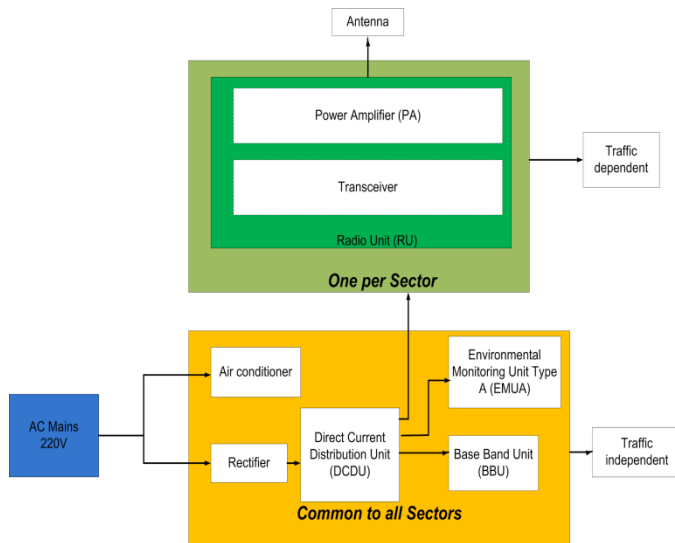 Antenna
Power Amplifier (PA)
Transceiver
Radio Unit (RU)
One per Sector
Traffic
dependent
AC Mains
220V
Air conditioner
Rectifier
Direct Current
Distribution Unit
(DCDU)
Environmental
Monitoring Unit Type
A (EMUA)
Base Band Unit
(BBU)
Common to all Sectors
Traffic
independent